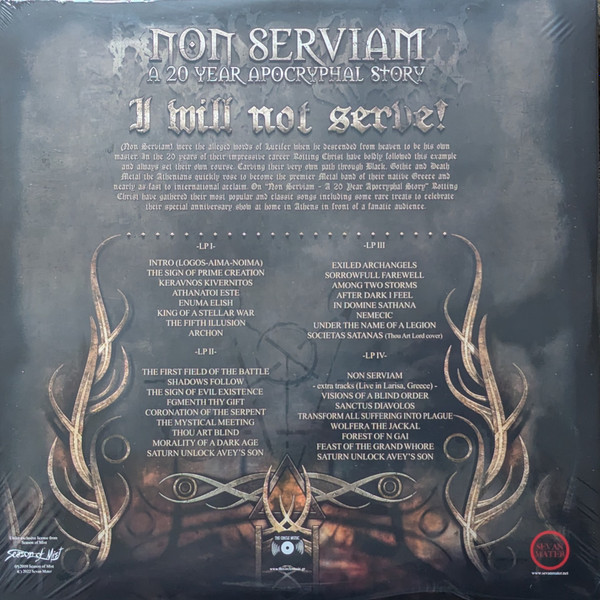 NON SERVIAM
A 20 YEAR APOCRYPHAL STORY
I will not serve!
(Non Serviam), were the alleged words of Lucifer when he descended from heaven to be his own
master. In the 20 years of their impressive career Rotting Christ have boldly followed this example
and always set their own course. Carving their very own path through Black, Gothic and Death
Metal the Athenians quickly rose to become the premier Metal band of their native Greece and
nearly as fast to international acclaim. On "Non Serviam - A 20 Year Apocryphal Story" Rotting
Christ have gathered their most popular and classic songs including some rare treats to celebrate
their special anniversary show at home in Athens in front of a fanatic audience.
-LP I-
INTRO (LOGOS-AIMA-NOIMA)
THE SIGN OF PRIME CREATION
KERAVNOS KIVERNITOS
ATHANATOI ESTE
ENUMA ELISH
KING OF A STELLAR WAR
THE FIFTH ILLUSION
ARCHON
-LP II-
THE FIRST FIELD OF THE BATTLE
SHADOWS FOLLOW
THE SIGN OF EVIL EXISTENCE
FGMENTH THY GIFT
CORONATION OF THE SERPENT
THE MYSTICAL MEETING
THOU ART BLIND
MORALITY OF A DARK AGE
SATURN UNLOCK AVEY'S SON
-LP III
EXILED ARCHANGELS
SORROWFULL FAREWELL
AMONG TWO STORMS
AFTER DARK I FEEL
IN DOMINE SATHANA
NEMECIC
UNDER THE NAME OF A LEGION
SOCIETAS SATANAS (Thou Art Lord cover)
-LP IV-
NON SERVIAM
- extra tracks (Live in Larisa, Greece) -
VISIONS OF A BLIND ORDER
SANCTUS DIAVOLOS
TRANSFORM ALL SUFFERING INTO PLAGUE
WOLFERA THE JACKAL
FOREST OF N GAI
FEAST OF THE GRAND WHORE
SATURN UNLOCK AVEY'S SON
Under exclusive license from
Season of Mist
Season of Mist
SEVAN
MATER